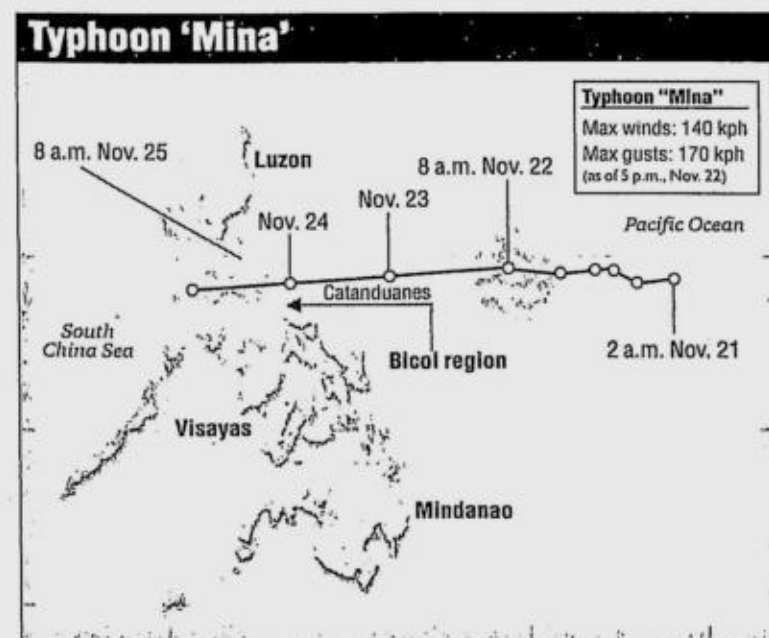 Typhoon 'Mina'
Typhoon "Mina"
Max winds: 140 kph
Max gusts: 170 kph
(as of 5 p.m., Nov. 22)
8 a.m. Nov. 25
Luzon
8 a.m. Nov. 22
Nov. 23
Nov. 24
Pacific Ocean
Catanduanes
South
China Sea
Bicol region
2 a.m. Nov. 21
Visayas
Mindanao